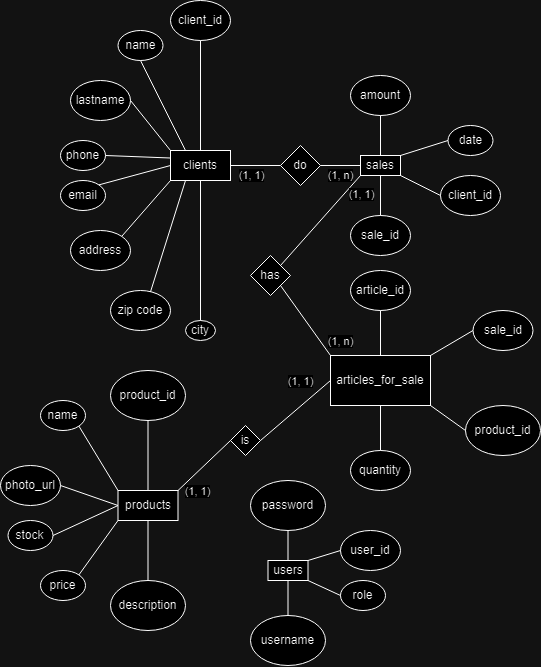 client_id
name
lastname
phone
email
address
zip code
city
clients
(1, 1)
do
(1, n)
sales
amount
date
client_id
sale_id
(1, 1)
has
(1, n)
article_id
sale_id
articles_for_sale
product_id
quantity
(1, 1)
is
(1, 1)
product_id
name
photo_url
stock
price
products
description
password
user_id
users
role
username